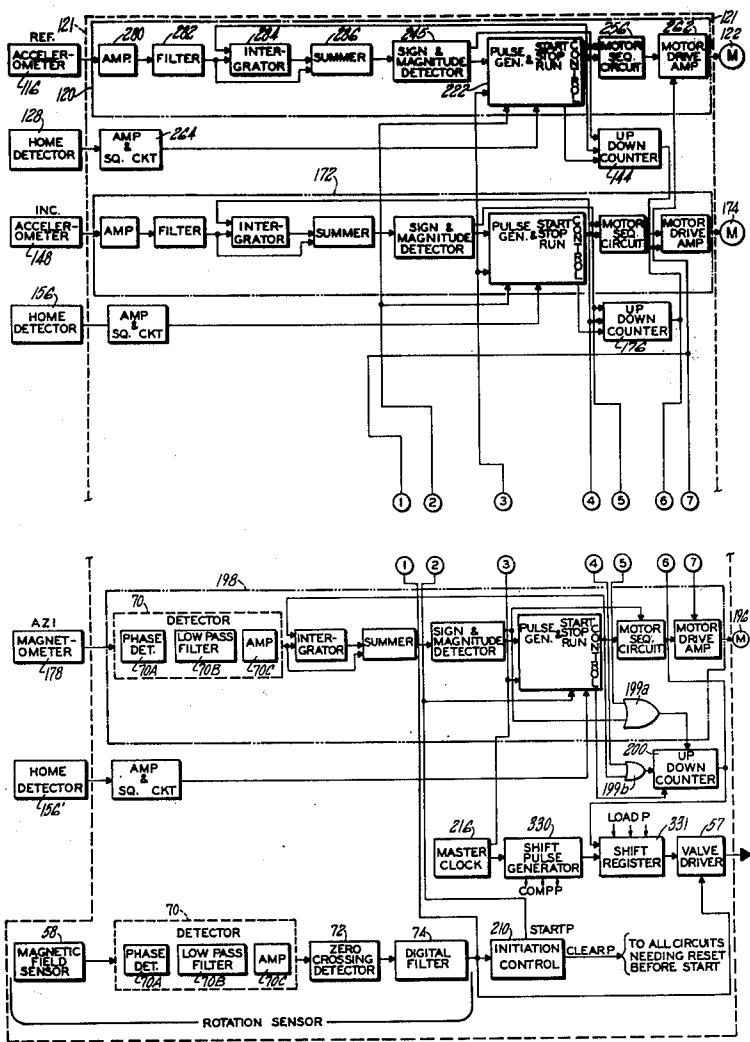 121
REF.
ACCELER-
OMETER
116
120
280
AMP.
282
FILTER
284
INTER-
GRATOR
286
SUMMER
245
SIGN &
MAGNITUDE
DETECTOR
222
PULSE
GEN. &
START
STOP
RUN
CONTROL
256
MOTOR
SEQ.
CIRCUIT
262
MOTOR
DRIVE
AMP
121
122
M
128
HOME
DETECTOR
AMP
&
SQ. CKT
264
UP
DOWN
COUNTER
144
172
INC.
ACCELER-
OMETER
148
AMP
FILTER
INTER-
GRATOR
SUMMER
SIGN &
MAGNITUDE
DETECTOR
PULSE
GEN. &
START
STOP
RUN
CONTROL
MOTOR
SEQ.
CIRCUIT
MOTOR
DRIVE
AMP
174
M
156
HOME
DETECTOR
AMP
&
SQ. CKT
UP
DOWN
COUNTER
176
1 2 3 4 5 6 7
1 2 3 4 5 6 7
198
AZI
MAGNET-
OMETER
178
70
DETECTOR
PHASE
DET.
70A
LOW PASS
FILTER
70B
AMP
70C
INTER-
GRATOR
SUMMER
SIGN &
MAGNITUDE
DETECTOR
PULSE
GEN. &
START
STOP
RUN
CONTROL
MOTOR
SEQ.
CIRCUIT
MOTOR
DRIVE
AMP
196
M
199a
HOME
DETECTOR
156'
AMP
&
SQ. CKT
199b
200
UP
DOWN
COUNTER
216
MASTER
CLOCK
330
SHIFT
PULSE
GENERATOR
COMP P
LOAD P
331
SHIFT
REGISTER
57
VALVE
DRIVER
58
MAGNETIC
FIELD
SENSOR
70
DETECTOR
PHASE
DET.
70A
LOW PASS
FILTER
70B
AMP
70C
72
ZERO
CROSSING
DETECTOR
74
DIGITAL
FILTER
210
START P
INITIATION
CONTROL
CLEAR P
TO ALL CIRCUITS
NEEDING RESET
BEFORE START
ROTATION SENSOR